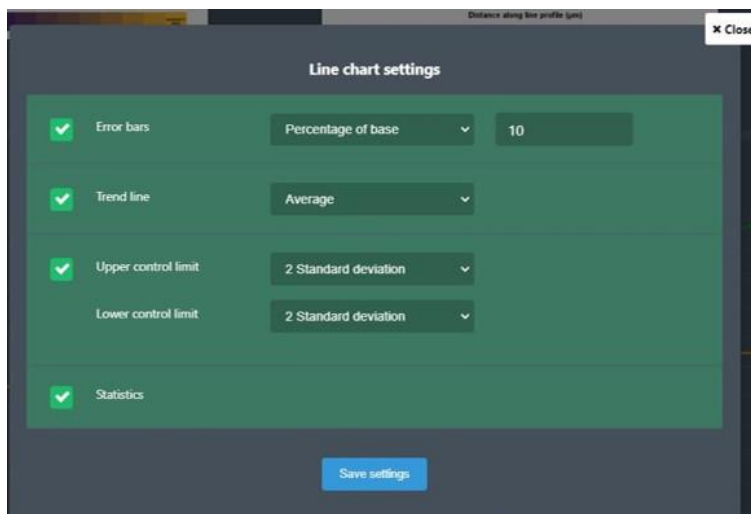 Distance along line profile (µm)
✖ Close
Line chart settings
Error bars
Percentage of base
10
Trend line
Average
Upper control limit
2 Standard deviation
Lower control limit
2 Standard deviation
Statistics
Save settings